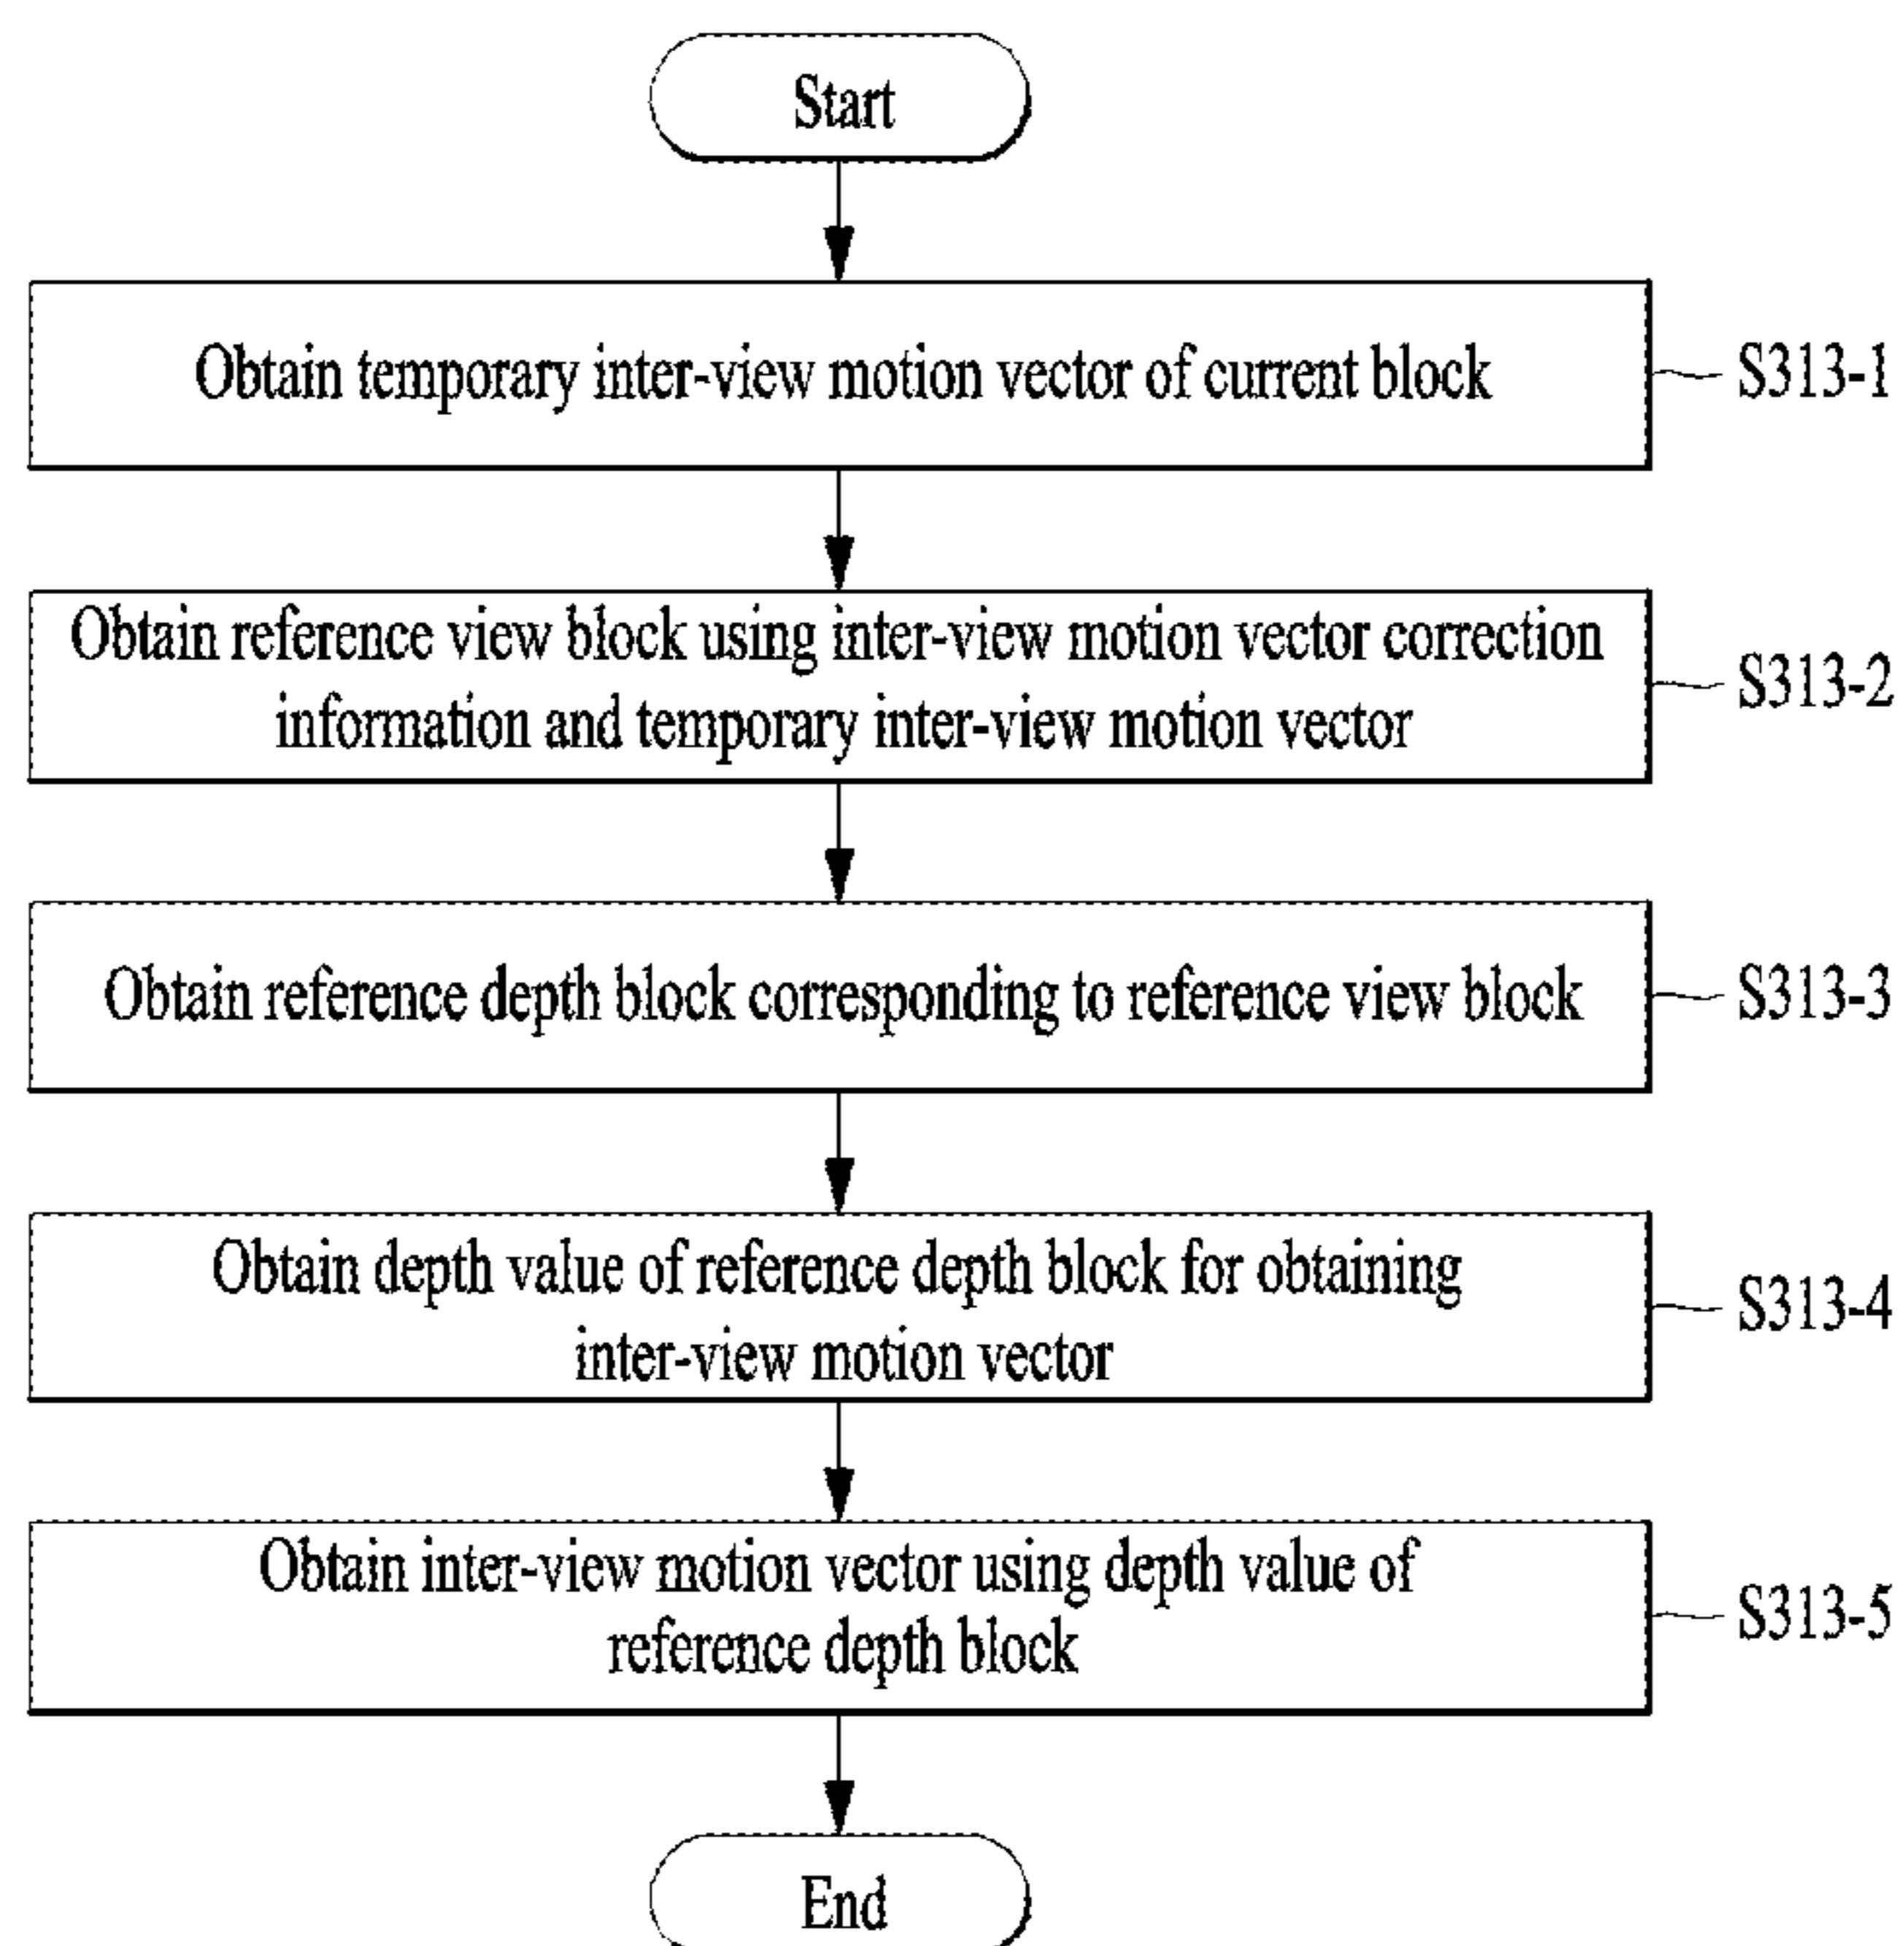 Start
Obtain temporary inter-view motion vector of current block
S313-1
Obtain reference view block using inter-view motion vector correction
information and temporary inter-view motion vector
S313-2
Obtain reference depth block corresponding to reference view block
S313-3
Obtain depth value of reference depth block for obtaining
inter-view motion vector
S313-4
Obtain inter-view motion vector using depth value of
reference depth block
S313-5
End